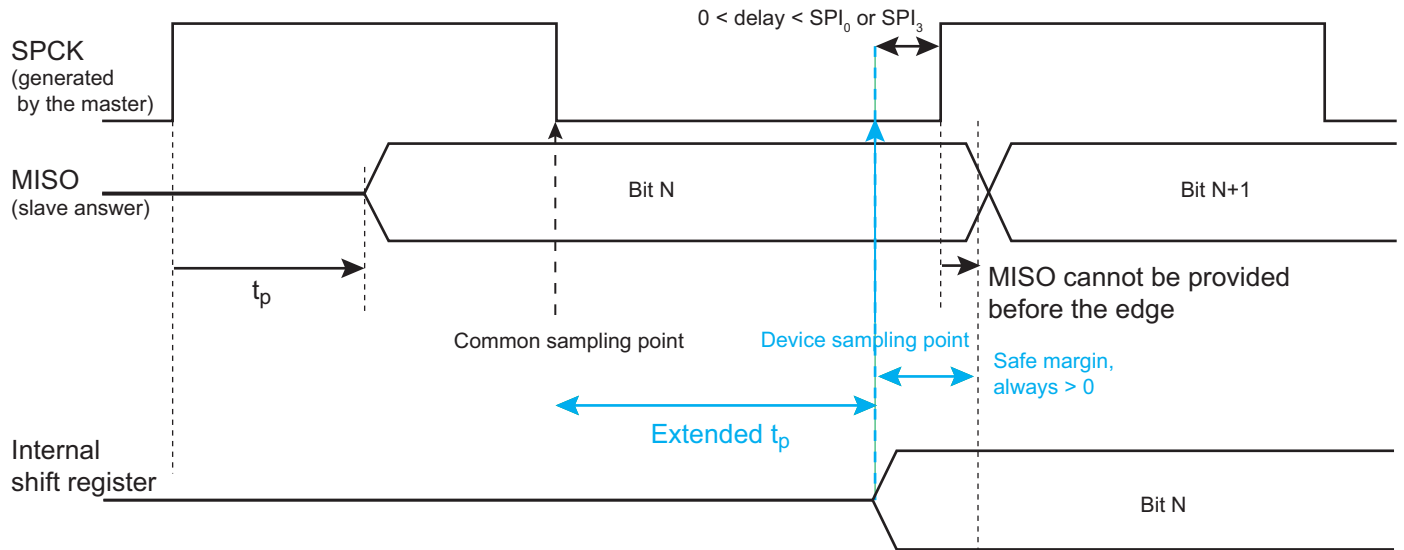 0 < delay < SPI₀ or SPI₃
SPCK
(generated
by the master)
MISO
(slave answer)
Bit N
Bit N+1
tₚ
MISO cannot be provided
before the edge
Common sampling point
Device sampling point
Safe margin,
always > 0
Extended tₚ
Internal
shift register
Bit N